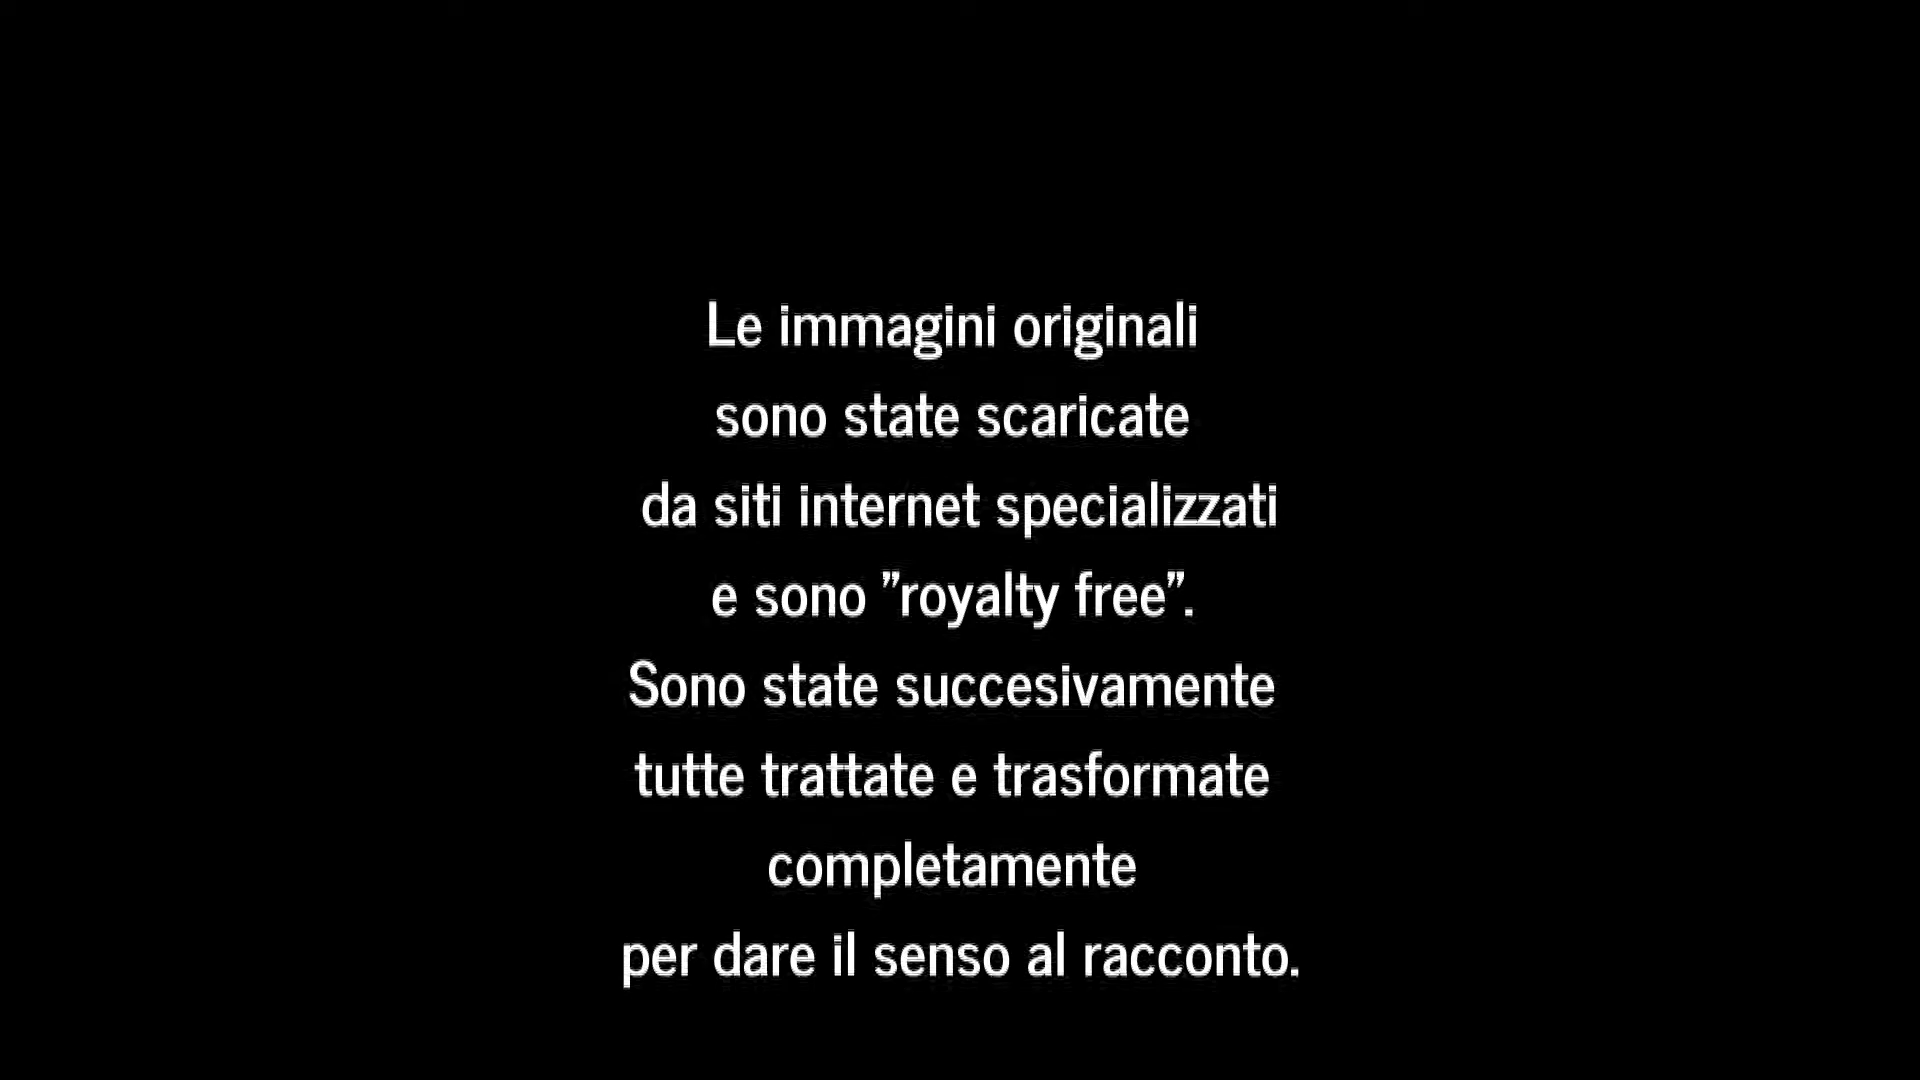 Le immagini originali
sono state scaricate
da siti internet specializzati
e sono "royalty free".
Sono state succesivamente
tutte trattate e trasformate
completamente
per dare il senso al racconto.